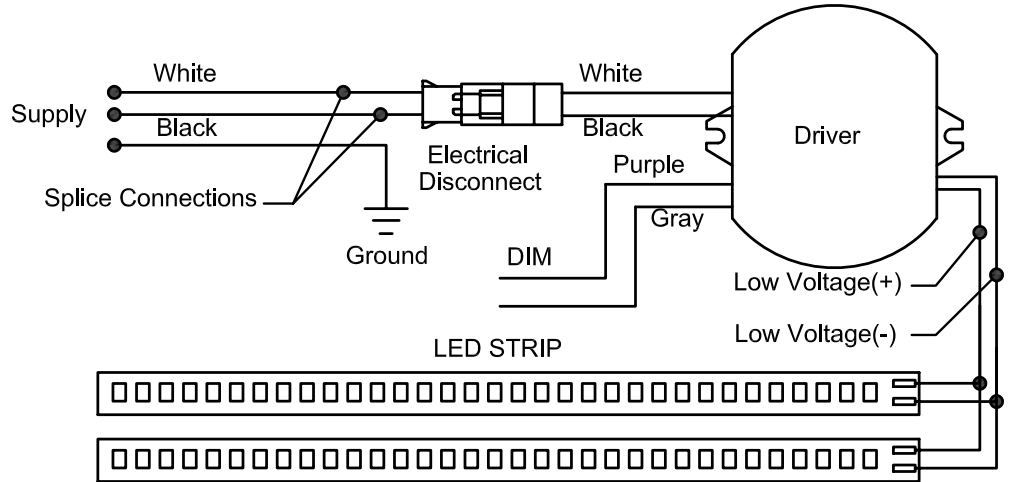 White
Supply
Black
Splice Connections
Ground
Electrical
Disconnect
White
Black
Purple
Gray
DIM
Driver
Low Voltage(+)
Low Voltage(-)
LED STRIP